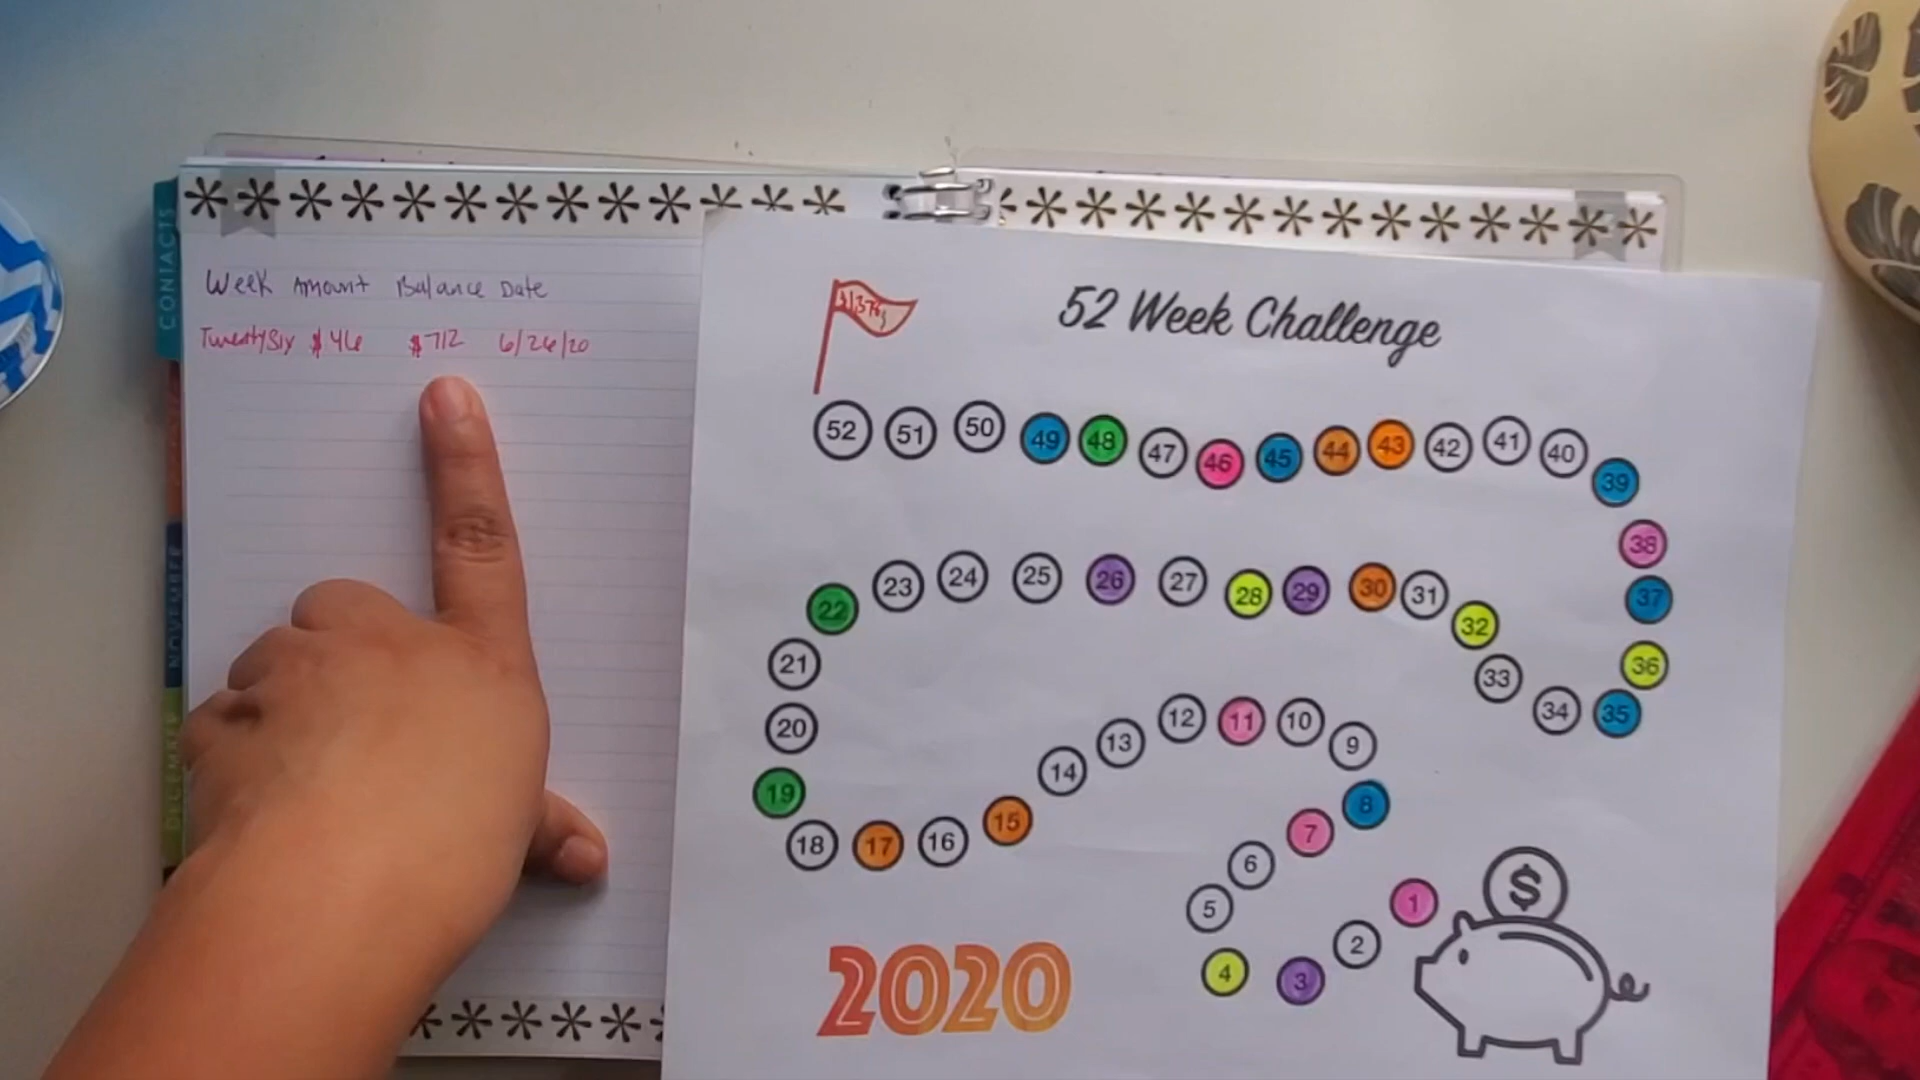 CONTACTS
NOVEMBER
DECEMBER
Week Amount Balance Date
TwentySix $46 $712 6/26/20
52 Week Challenge
52 51 50 49 48 47 46 45 44 43 42 41 40 39
38
37
36
22 23 24 25 26 27 28 29 30 31 32
33 34 35
21
20
19
18 17 16 15 14 13 12 11 10 9
8
7
6
5
4 3 2 1
$
2020